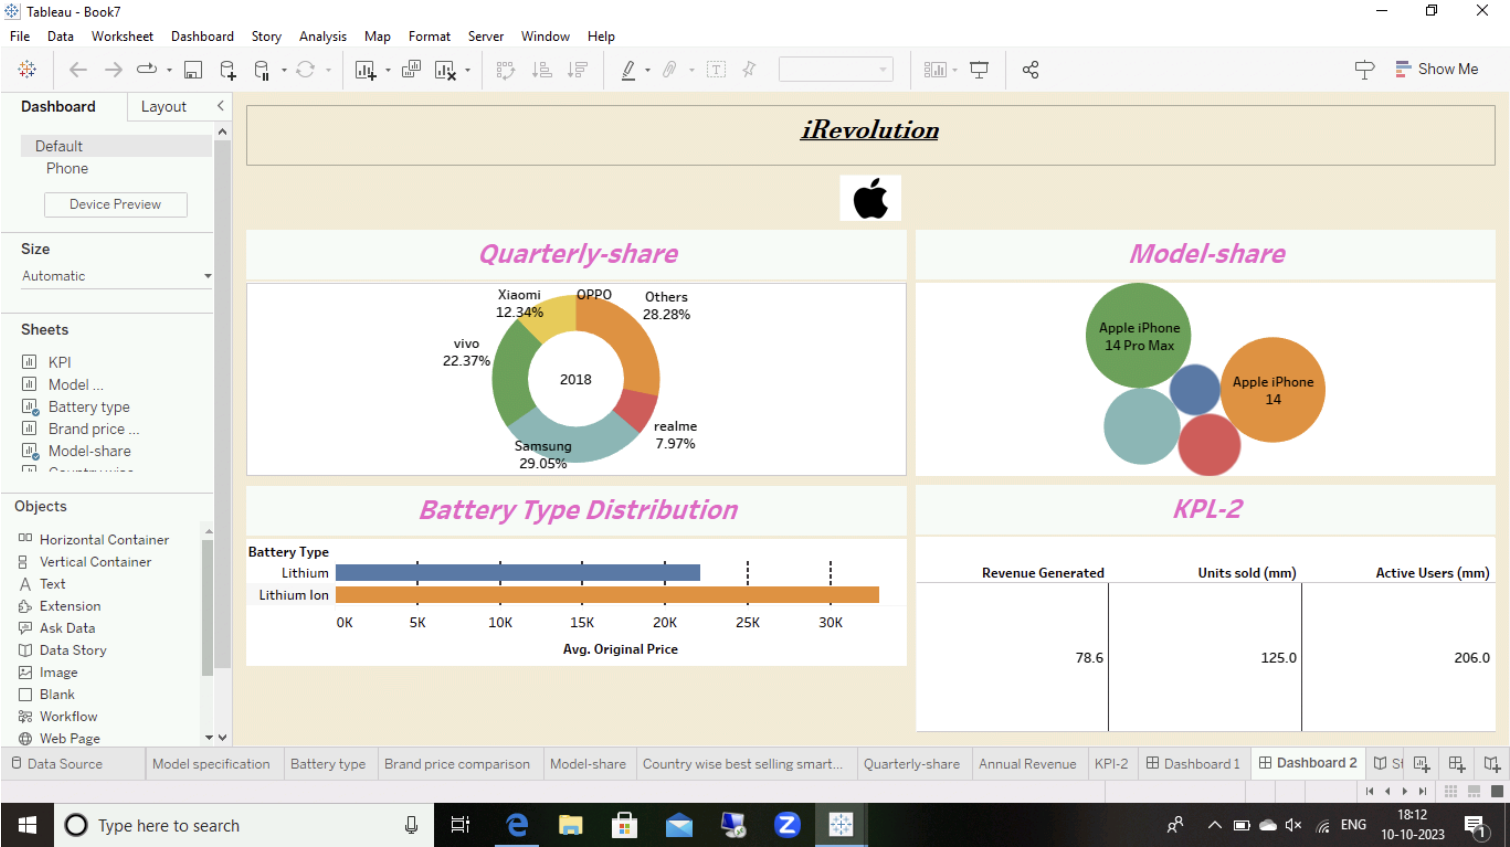 Tableau - Book7
File Data Worksheet Dashboard Story Analysis Map Format Server Window Help
Show Me
Dashboard Layout
Default
Phone
Device Preview
Size
Automatic
Sheets
KPI
Model ...
Battery type
Brand price ...
Model-share
Objects
Horizontal Container
Vertical Container
Text
Extension
Ask Data
Data Story
Image
Blank
Workflow
Web Page
iRevolution
Quarterly-share
Xiaomi
12.34%
OPPO
Others
28.28%
vivo
22.37%
2018
realme
7.97%
Samsung
29.05%
Model-share
Apple iPhone
14 Pro Max
Apple iPhone
14
Battery Type Distribution
Battery Type
Lithium
Lithium Ion
0K 5K 10K 15K 20K 25K 30K
Avg. Original Price
KPL-2
Revenue Generated Units sold (mm) Active Users (mm)
78.6 125.0 206.0
Data Source Model specification Battery type Brand price comparison Model-share Country wise best selling smart... Quarterly-share Annual Revenue KPI-2 Dashboard 1 Dashboard 2 St
Type here to search
ENG
18:12
10-10-2023
1